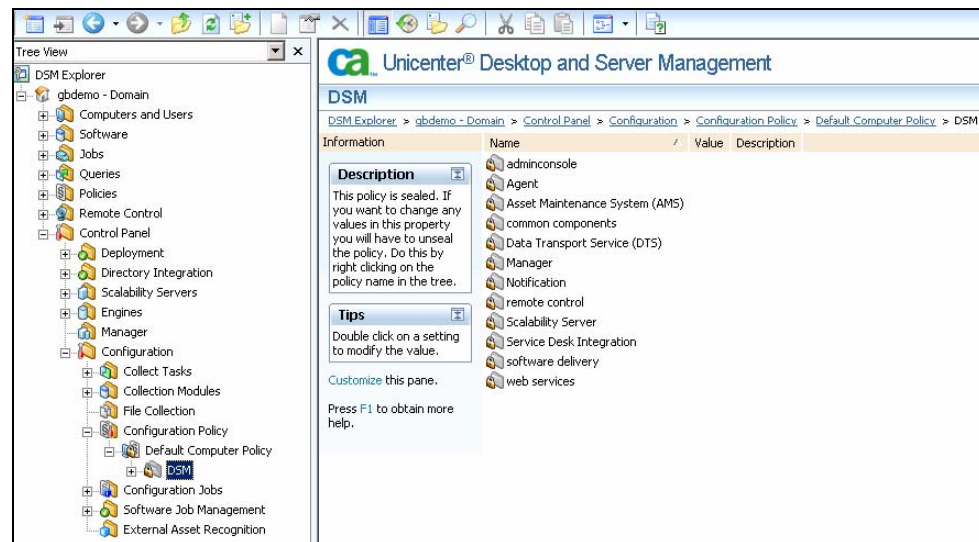 Tree View
DSM Explorer
gbdemo - Domain
Computers and Users
Software
Jobs
Queries
Policies
Remote Control
Control Panel
Deployment
Directory Integration
Scalability Servers
Engines
Manager
Configuration
Collect Tasks
Collection Modules
File Collection
Configuration Policy
Default Computer Policy
DSM
Configuration Jobs
Software Job Management
External Asset Recognition
ca™ Unicenter® Desktop and Server Management
DSM
DSM Explorer > gbdemo - Domain > Control Panel > Configuration > Configuration Policy > Default Computer Policy > DSM
Information
Description
This policy is sealed. If
you want to change any
values in this property
you will have to unseal
the policy. Do this by
right clicking on the
policy name in the tree.
Tips
Double click on a setting
to modify the value.
Customize this pane.
Press F1 to obtain more
help.
Name / Value Description
adminconsole
Agent
Asset Maintenance System (AMS)
common components
Data Transport Service (DTS)
Manager
Notification
remote control
Scalability Server
Service Desk Integration
software delivery
web services